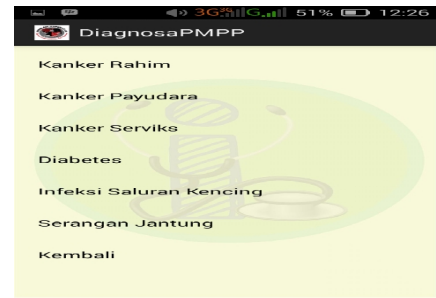 3G G 51% 12:26
DiagnosaPMPP
Kanker Rahim
Kanker Payudara
Kanker Serviks
Diabetes
Infeksi Saluran Kencing
Serangan Jantung
Kembali